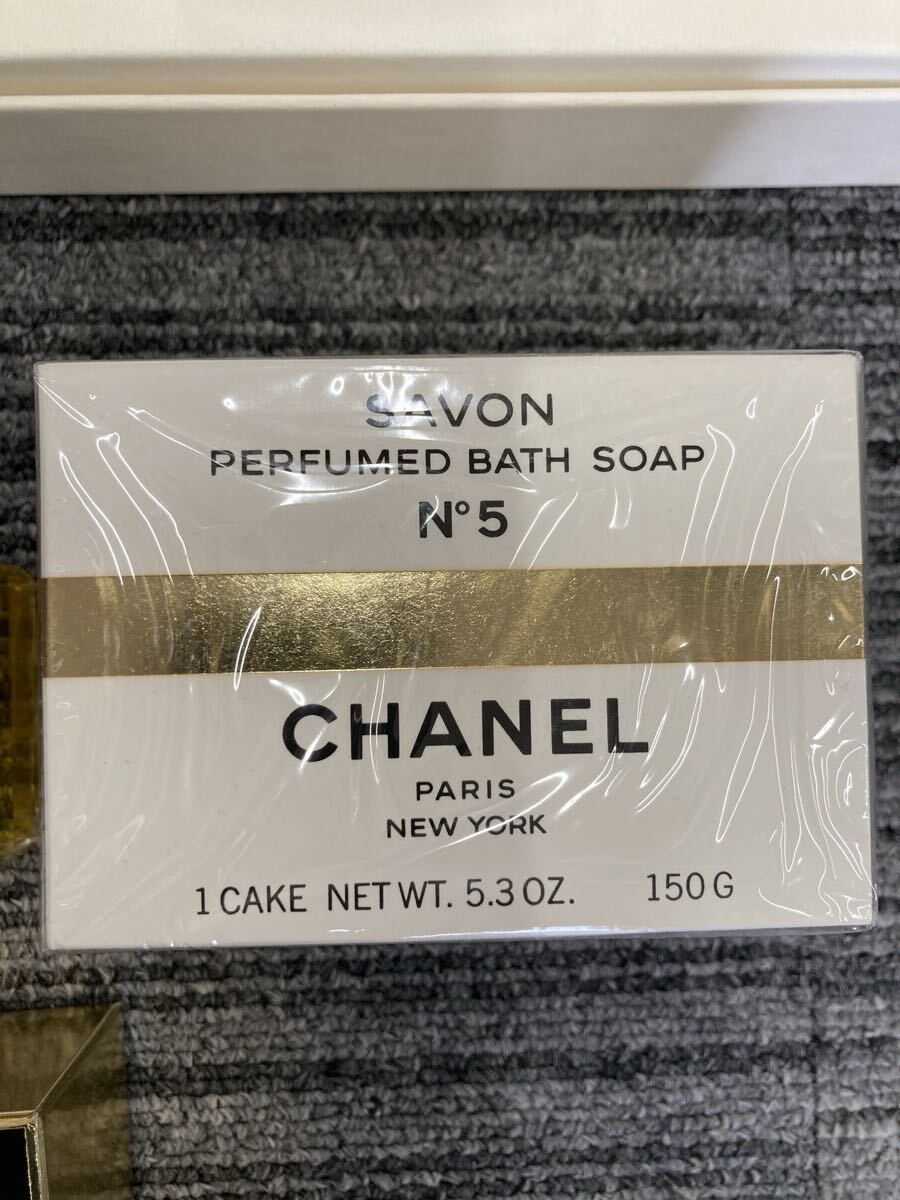 SAVON
PERFUMED BATH SOAP
N°5
CHANEL
PARIS
NEW YORK
1 CAKE NET WT. 5.3 OZ. 150 G